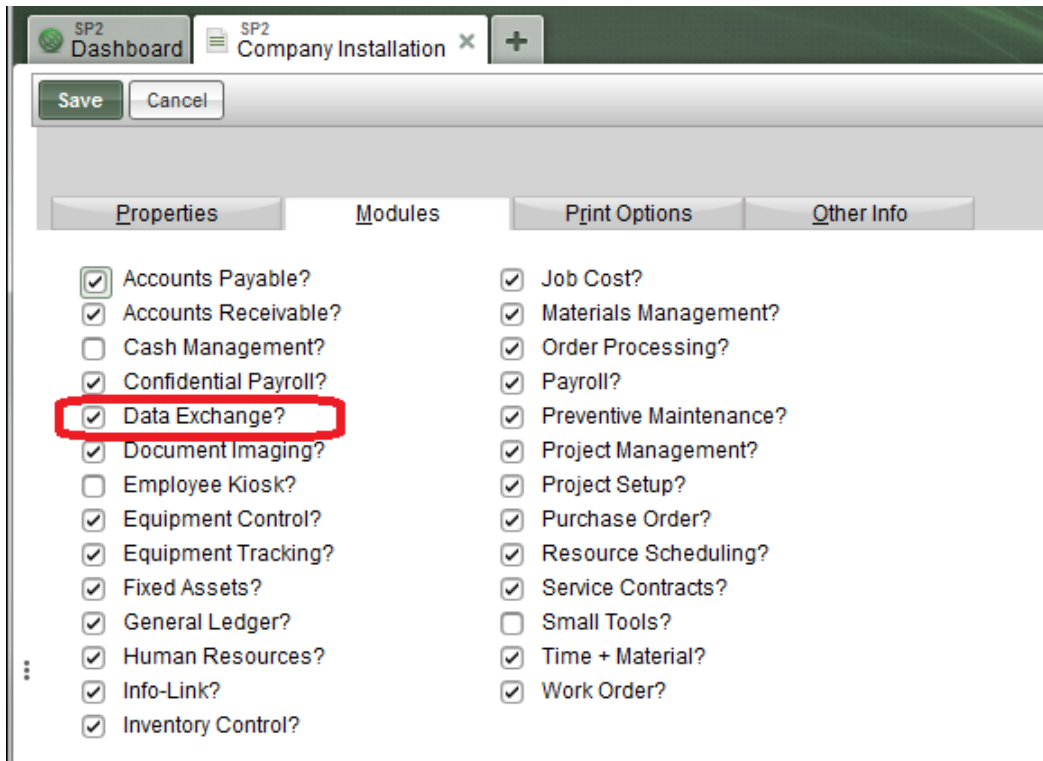 SP2
Dashboard
SP2
Company Installation
Save
Cancel
Properties
Modules
Print Options
Other Info
Accounts Payable?
Accounts Receivable?
Cash Management?
Confidential Payroll?
Data Exchange?
Document Imaging?
Employee Kiosk?
Equipment Control?
Equipment Tracking?
Fixed Assets?
General Ledger?
Human Resources?
Info-Link?
Inventory Control?
Job Cost?
Materials Management?
Order Processing?
Payroll?
Preventive Maintenance?
Project Management?
Project Setup?
Purchase Order?
Resource Scheduling?
Service Contracts?
Small Tools?
Time + Material?
Work Order?